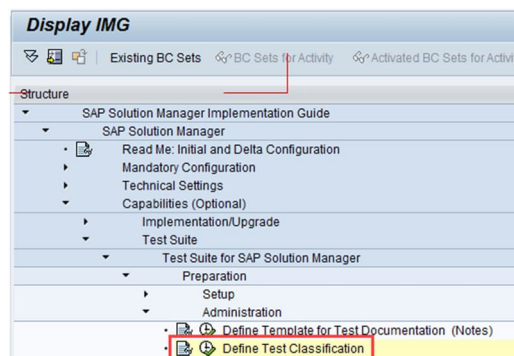 Display IMG
Existing BC Sets BC Sets for Activity Activated BC Sets for Activi
Structure
SAP Solution Manager Implementation Guide
SAP Solution Manager
Read Me: Initial and Delta Configuration
Mandatory Configuration
Technical Settings
Capabilities (Optional)
Implementation/Upgrade
Test Suite
Test Suite for SAP Solution Manager
Preparation
Setup
Administration
Define Template for Test Documentation (Notes)
Define Test Classification